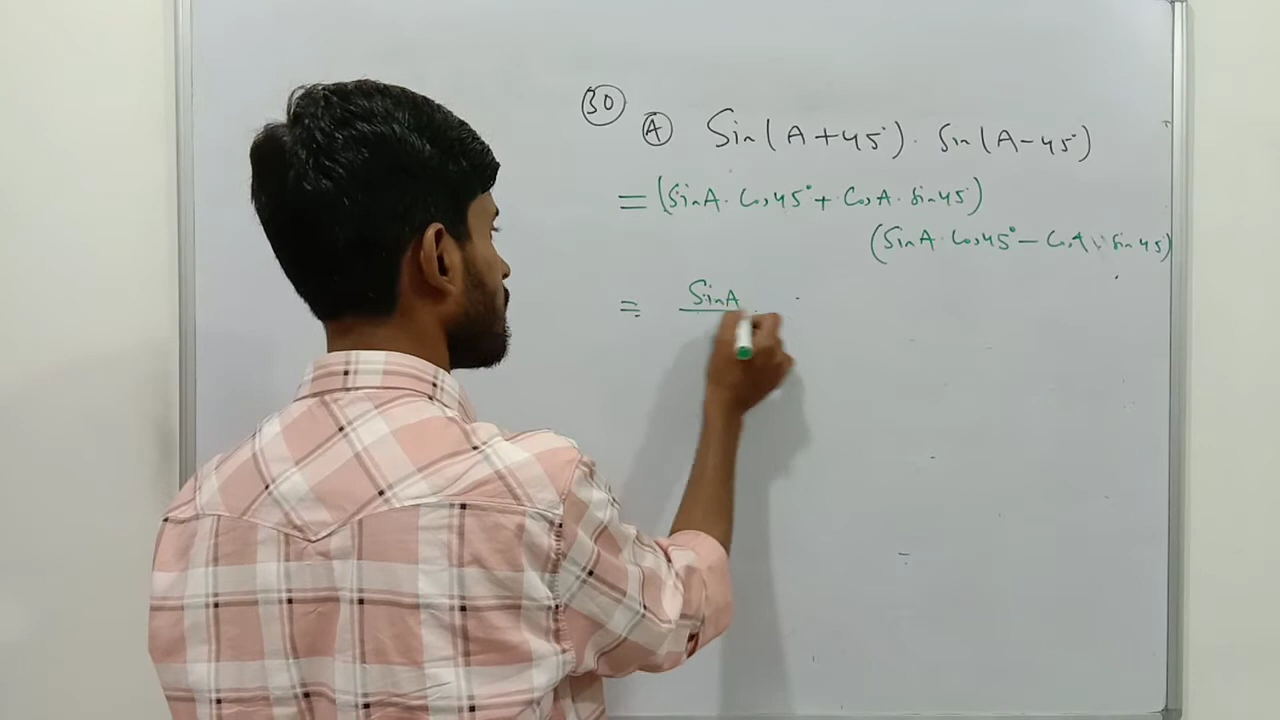 30
A Sin(A+45°). Sin(A-45°)
= (SinA. Cos45° + CosA. Sin45)
(SinA. Cos45° - CosA. Sin45)
= SinA